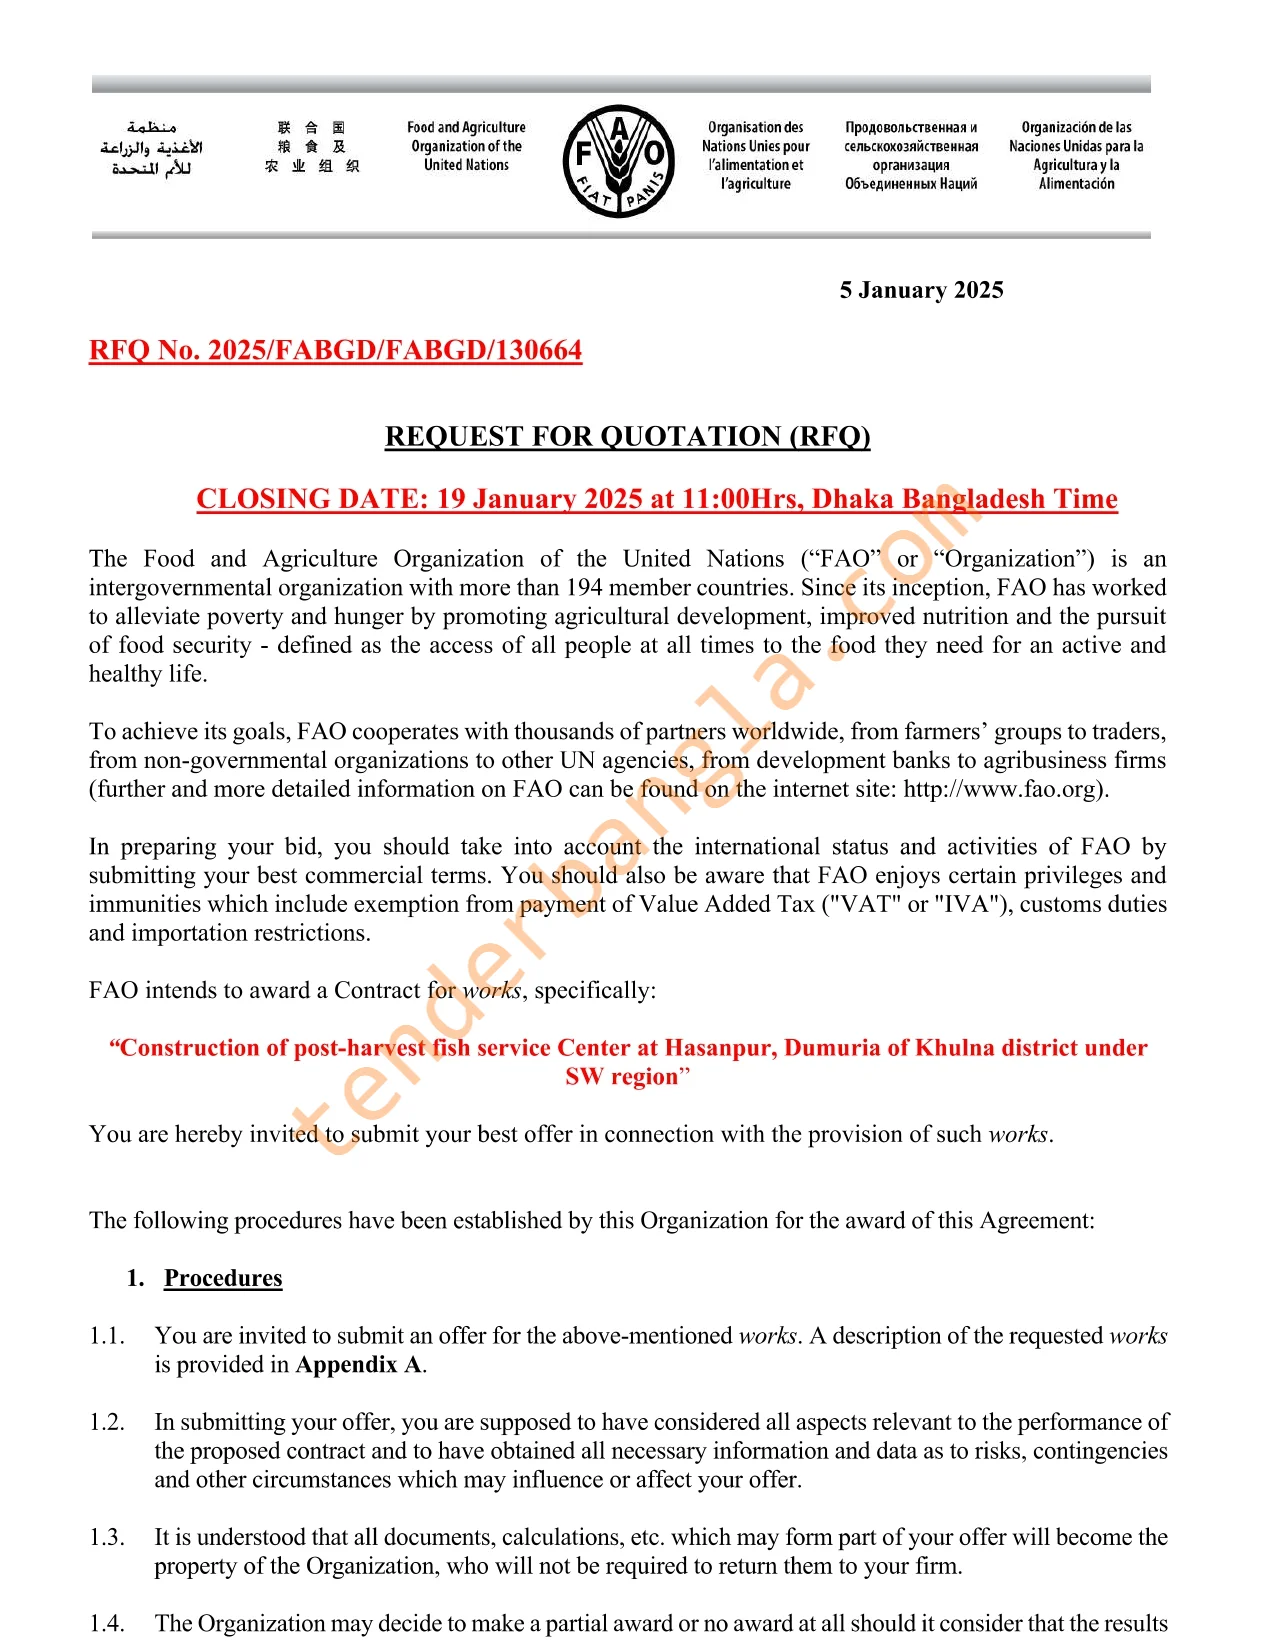 منظمة
الأغذية والزراعة
للأمم المتحدة
联合国
粮食及
农业组织
Food and Agriculture
Organization of the
United Nations
F A O
FIAT PANIS
Organisation des
Nations Unies pour
l'alimentation et
l'agriculture
Продовольственная и
сельскохозяйственная
организация
Объединенных Наций
Organización de las
Naciones Unidas para la
Agricultura y la
Alimentación
5 January 2025
RFQ No. 2025/FABGD/FABGD/130664
REQUEST FOR QUOTATION (RFQ)
CLOSING DATE: 19 January 2025 at 11:00Hrs, Dhaka Bangladesh Time
The Food and Agriculture Organization of the United Nations (“FAO” or “Organization”) is an
intergovernmental organization with more than 194 member countries. Since its inception, FAO has worked
to alleviate poverty and hunger by promoting agricultural development, improved nutrition and the pursuit
of food security - defined as the access of all people at all times to the food they need for an active and
healthy life.
To achieve its goals, FAO cooperates with thousands of partners worldwide, from farmers’ groups to traders,
from non-governmental organizations to other UN agencies, from development banks to agribusiness firms
(further and more detailed information on FAO can be found on the internet site: http://www.fao.org).
In preparing your bid, you should take into account the international status and activities of FAO by
submitting your best commercial terms. You should also be aware that FAO enjoys certain privileges and
immunities which include exemption from payment of Value Added Tax ("VAT" or "IVA"), customs duties
and importation restrictions.
FAO intends to award a Contract for works, specifically:
“Construction of post-harvest fish service Center at Hasanpur, Dumuria of Khulna district under
SW region”
You are hereby invited to submit your best offer in connection with the provision of such works.
The following procedures have been established by this Organization for the award of this Agreement:
1. Procedures
1.1. You are invited to submit an offer for the above-mentioned works. A description of the requested works
is provided in Appendix A.
1.2. In submitting your offer, you are supposed to have considered all aspects relevant to the performance of
the proposed contract and to have obtained all necessary information and data as to risks, contingencies
and other circumstances which may influence or affect your offer.
1.3. It is understood that all documents, calculations, etc. which may form part of your offer will become the
property of the Organization, who will not be required to return them to your firm.
1.4. The Organization may decide to make a partial award or no award at all should it consider that the results
tenderbangla.com